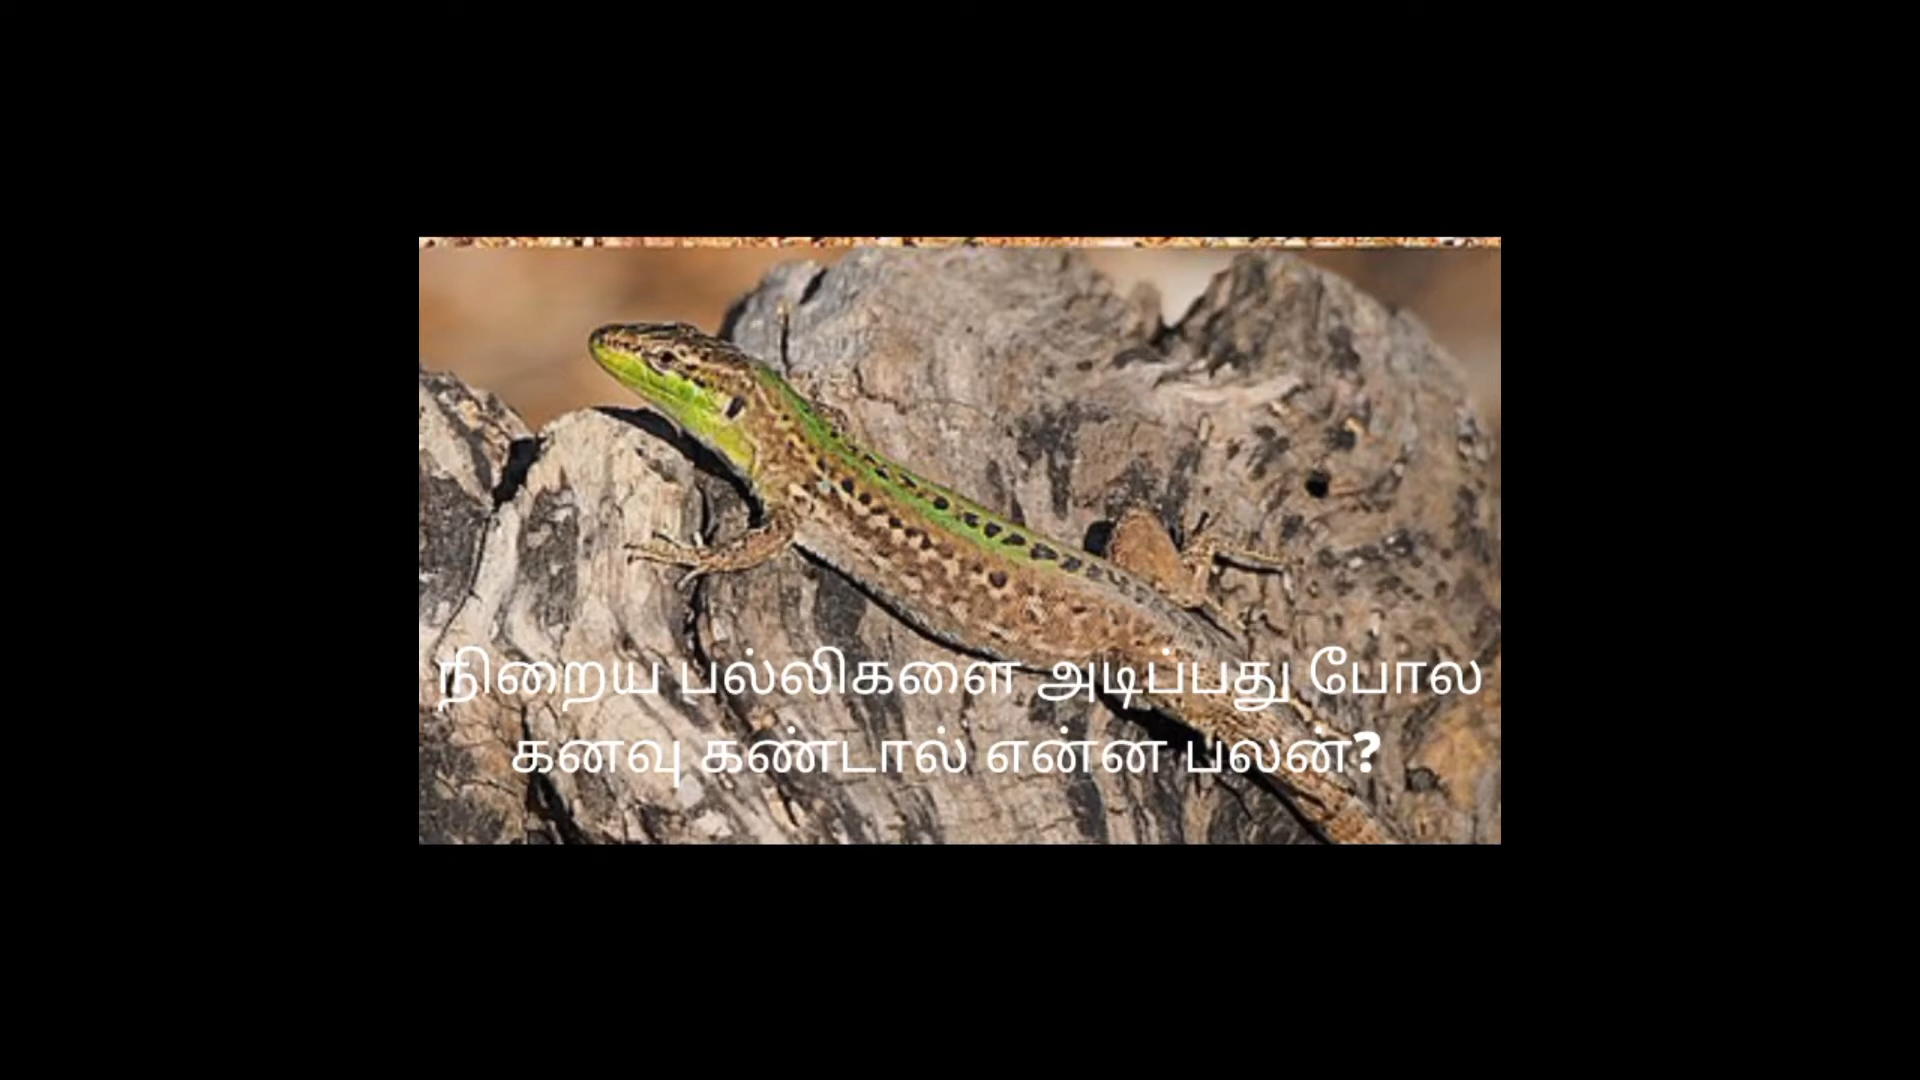 நிறைய பல்லிகளை அடிப்பது போல
கனவு கண்டால் என்ன பலன்?